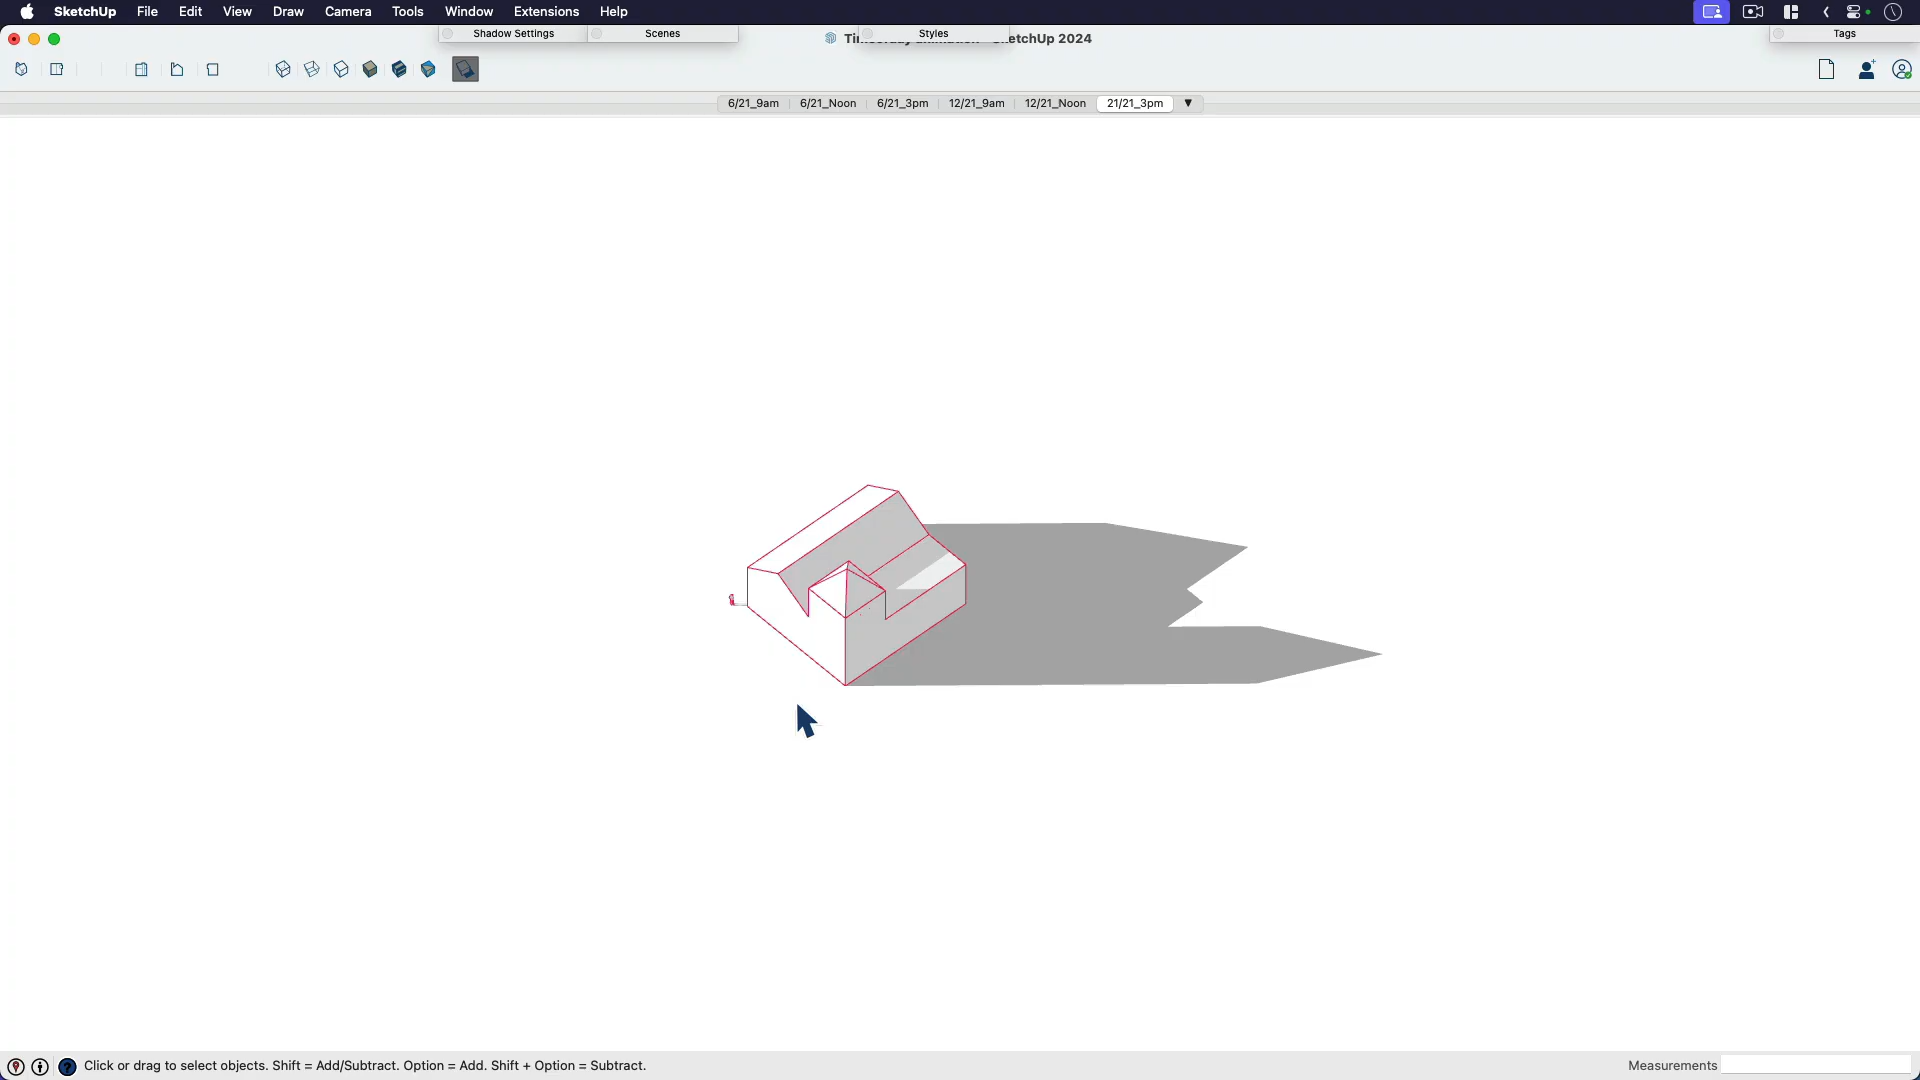 SketchUp File Edit View Draw Camera Tools Window Extensions Help
Shadow Settings Scenes Styles Tags
SketchUp 2024
6/21_9am 6/21_Noon 6/21_3pm 12/21_9am 12/21_Noon 21/21_3pm ▼
Click or drag to select objects. Shift = Add/Subtract. Option = Add. Shift + Option = Subtract. Measurements